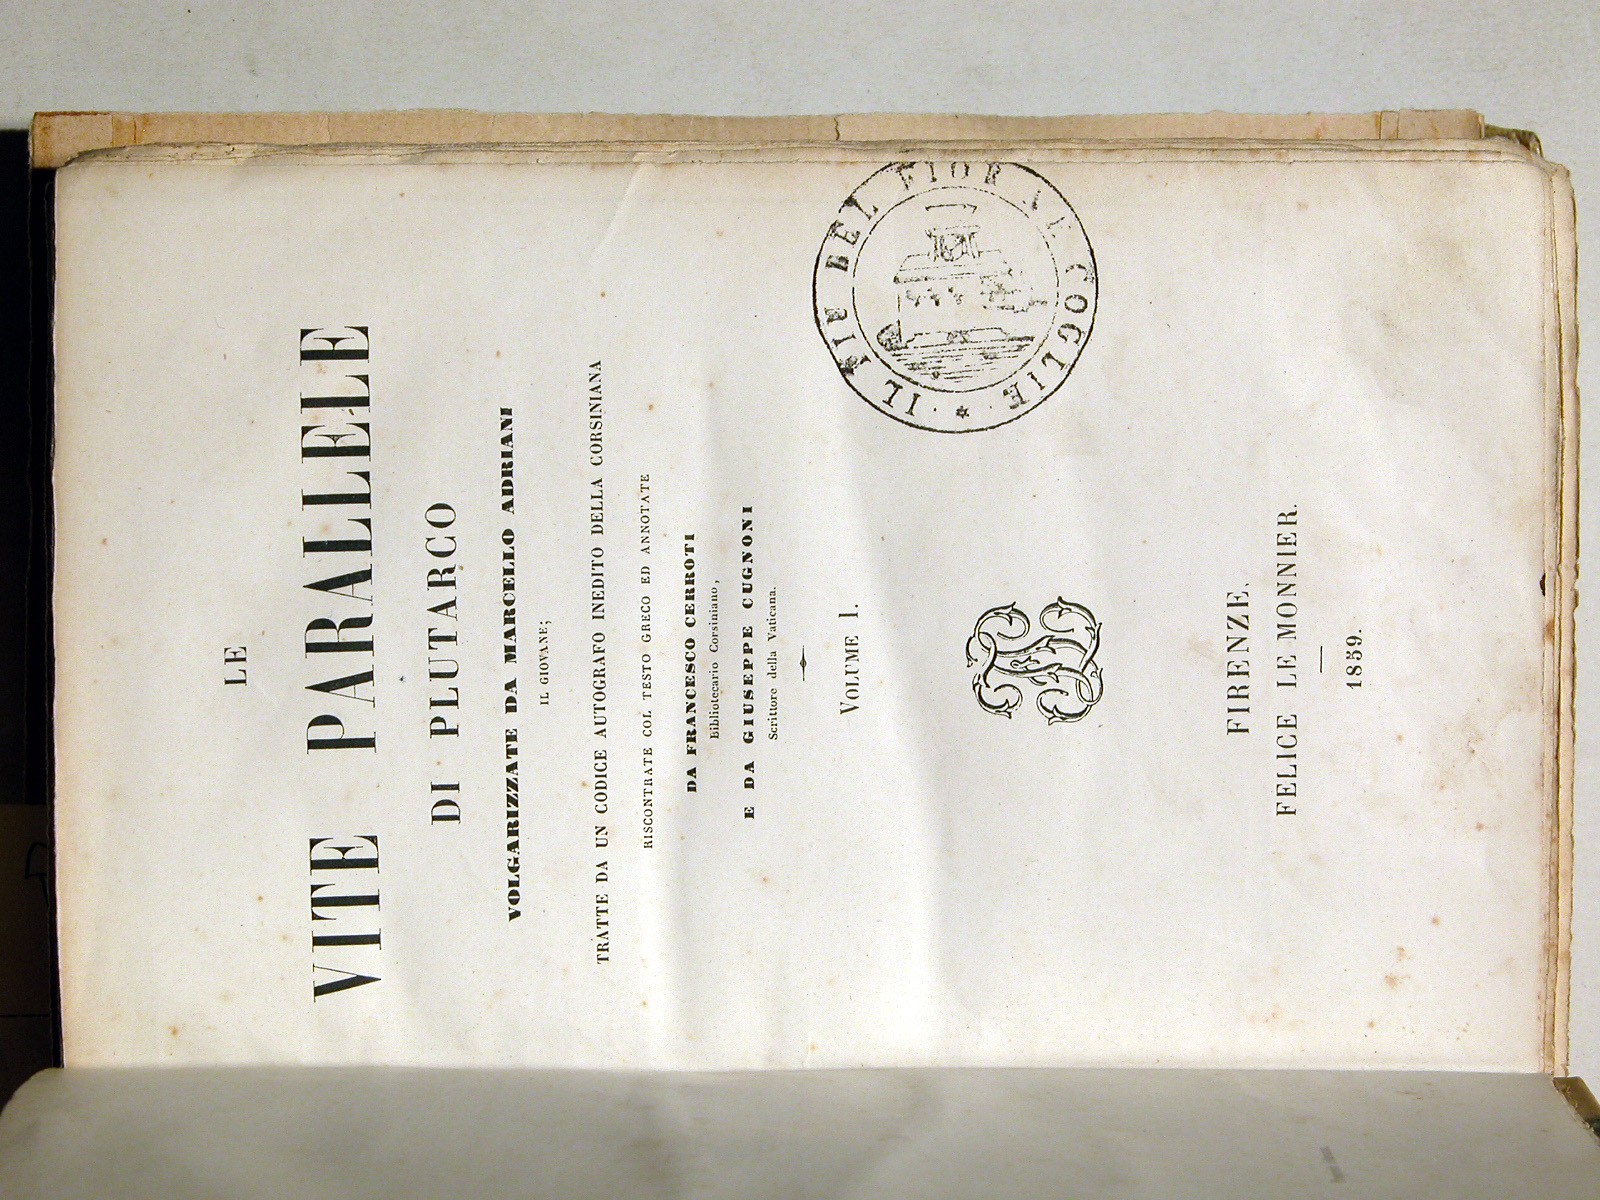 LE
VITE PARALLELE
DI PLUTARCO
VOLGARIZZATE DA MARCELLO ADRIANI
IL GIOVANE;
TRATTE DA UN CODICE AUTOGRAFO INEDITO DELLA CORSINIANA
RISCONTRATE COL TESTO GRECO ED ANNOTATE
DA FRANCESCO CERROTI
Bibliotecario Corsiniano,
E DA GIUSEPPE CUGNONI
Scrittore della Vaticana.
VOLUME I.
IL PIU BEL FIOR NE COGLIE
FIRENZE.
FELICE LE MONNIER.
1859.